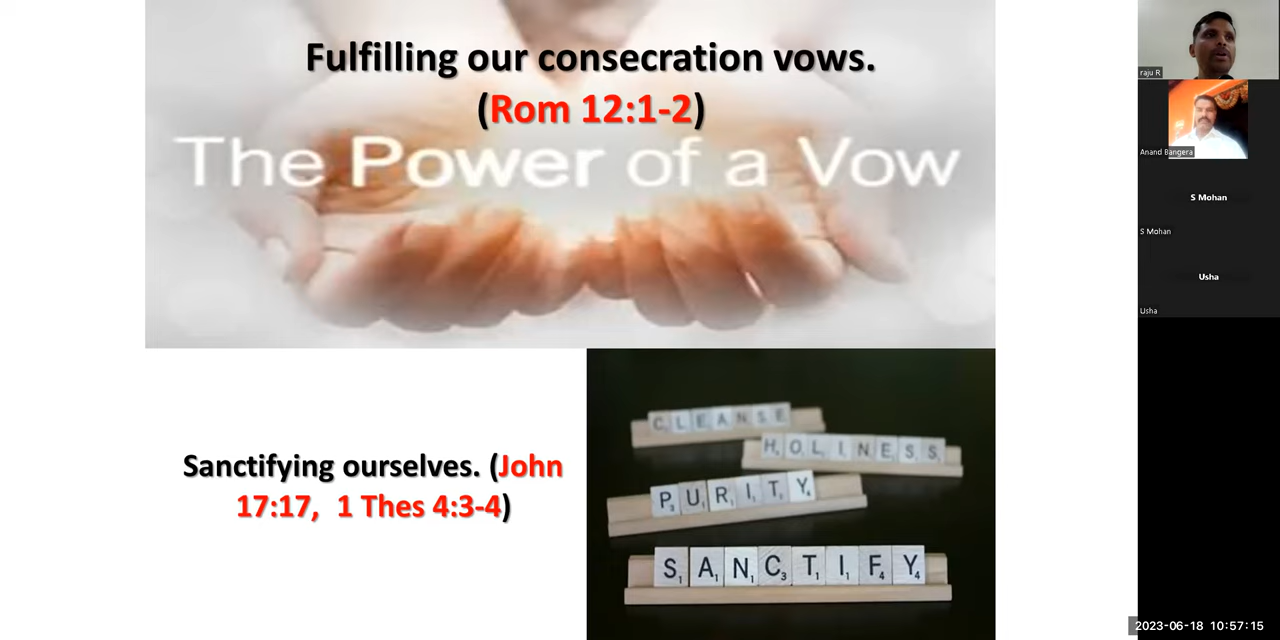 Fulfilling our consecration vows.
(Rom 12:1-2)
The Power of a Vow
Sanctifying ourselves. (John
17:17, 1 Thes 4:3-4)
CLEANSE
HOLINESS
PURITY
SANCTIFY
raju R
Anand Bangera
S Mohan
S Mohan
Usha
Usha
2023-06-18 10:57:15